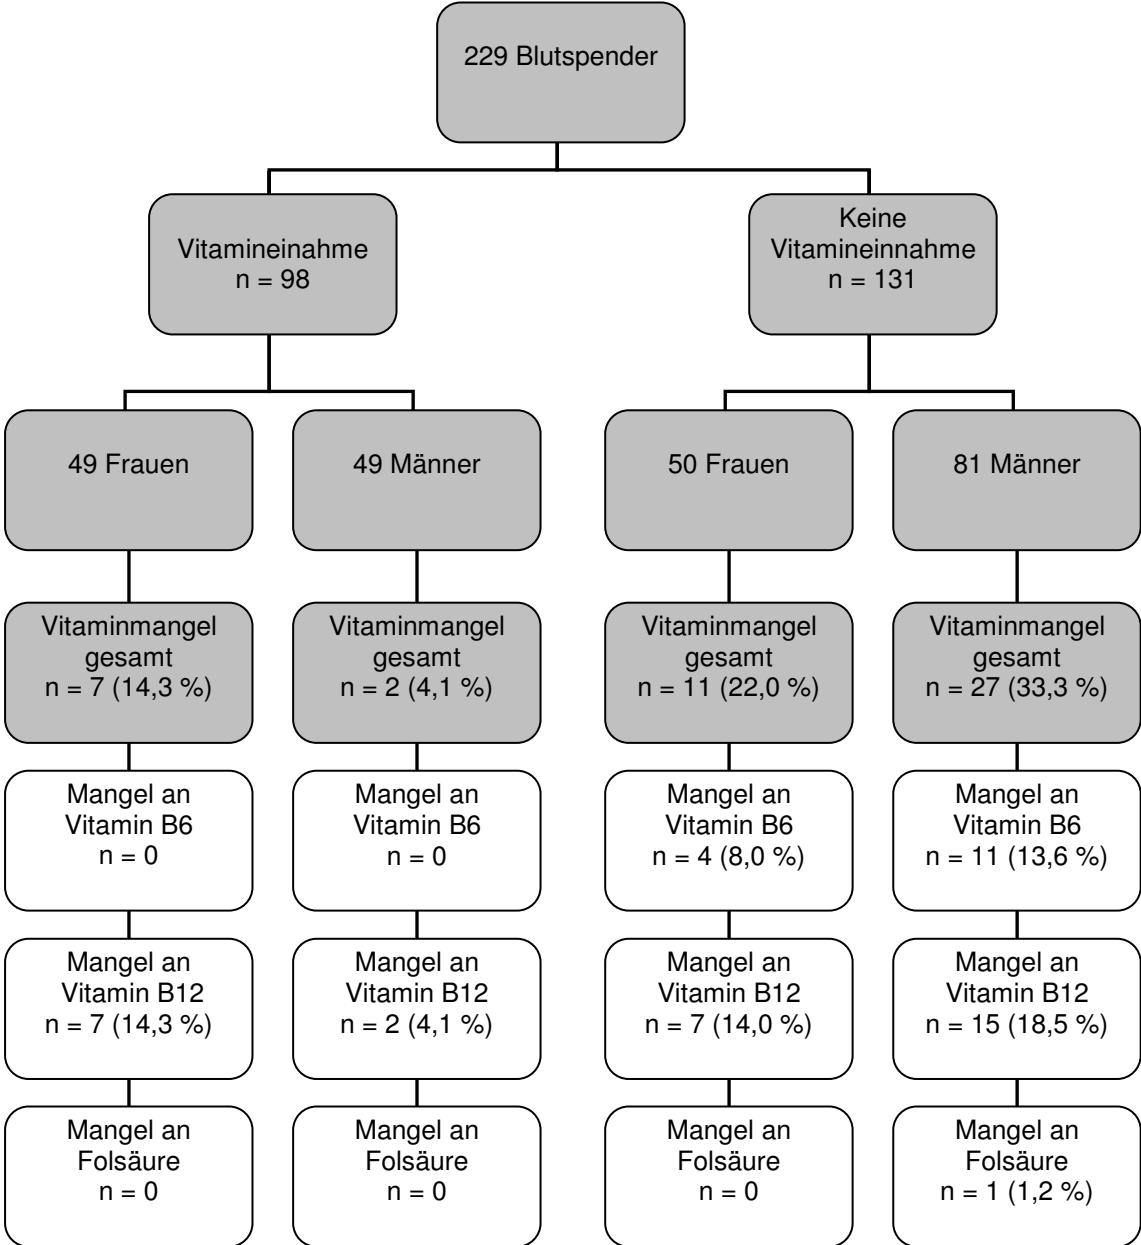 229 Blutspender
Vitamineinahme
n = 98
Keine
Vitamineinnahme
n = 131
49 Frauen
49 Männer
50 Frauen
81 Männer
Vitaminmangel
gesamt
n = 7 (14,3 %)
Vitaminmangel
gesamt
n = 2 (4,1 %)
Vitaminmangel
gesamt
n = 11 (22,0 %)
Vitaminmangel
gesamt
n = 27 (33,3 %)
Mangel an
Vitamin B6
n = 0
Mangel an
Vitamin B6
n = 0
Mangel an
Vitamin B6
n = 4 (8,0 %)
Mangel an
Vitamin B6
n = 11 (13,6 %)
Mangel an
Vitamin B12
n = 7 (14,3 %)
Mangel an
Vitamin B12
n = 2 (4,1 %)
Mangel an
Vitamin B12
n = 7 (14,0 %)
Mangel an
Vitamin B12
n = 15 (18,5 %)
Mangel an
Folsäure
n = 0
Mangel an
Folsäure
n = 0
Mangel an
Folsäure
n = 0
Mangel an
Folsäure
n = 1 (1,2 %)